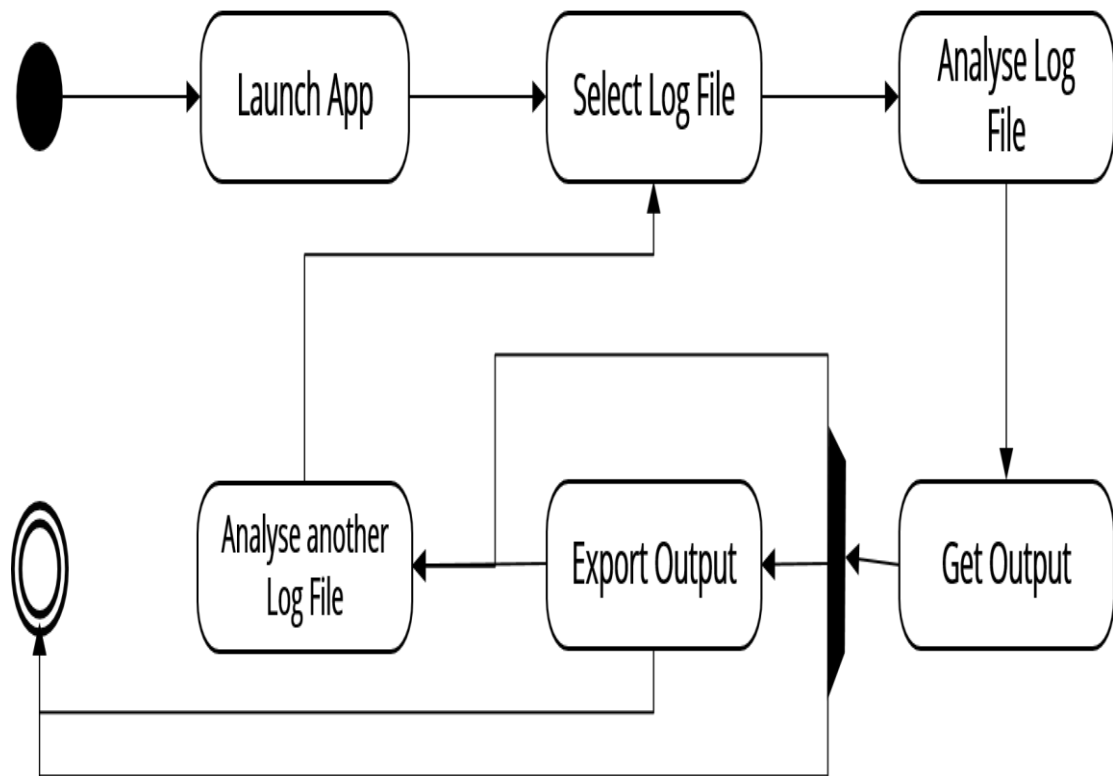 Launch App
Select Log File
Analyse Log
File
Analyse another
Log File
Export Output
Get Output